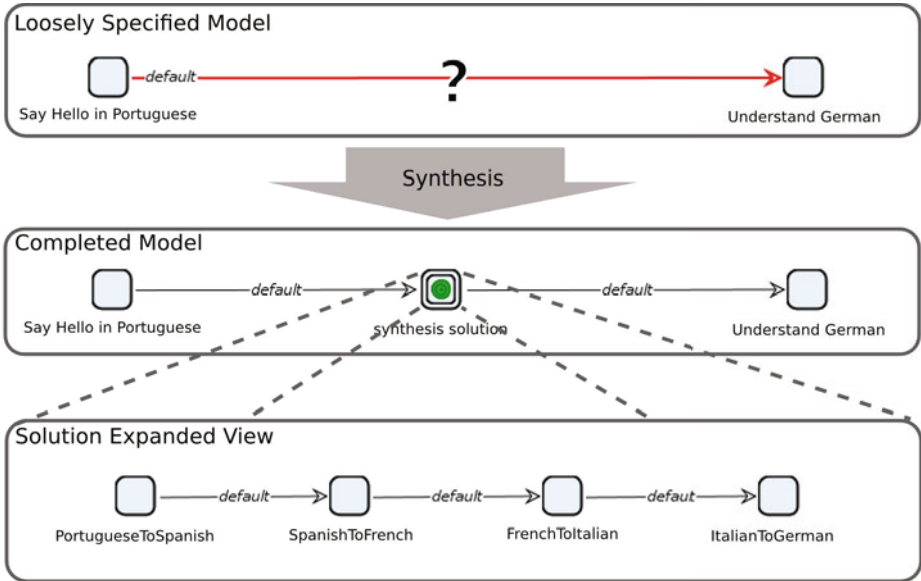 Loosely Specified Model
default
?
Say Hello in Portuguese
Understand German
Synthesis
Completed Model
default
default
Say Hello in Portuguese
synthesis solution
Understand German
Solution Expanded View
default
default
defaut
PortugueseToSpanish
SpanishToFrench
FrenchToItalian
ItalianToGerman